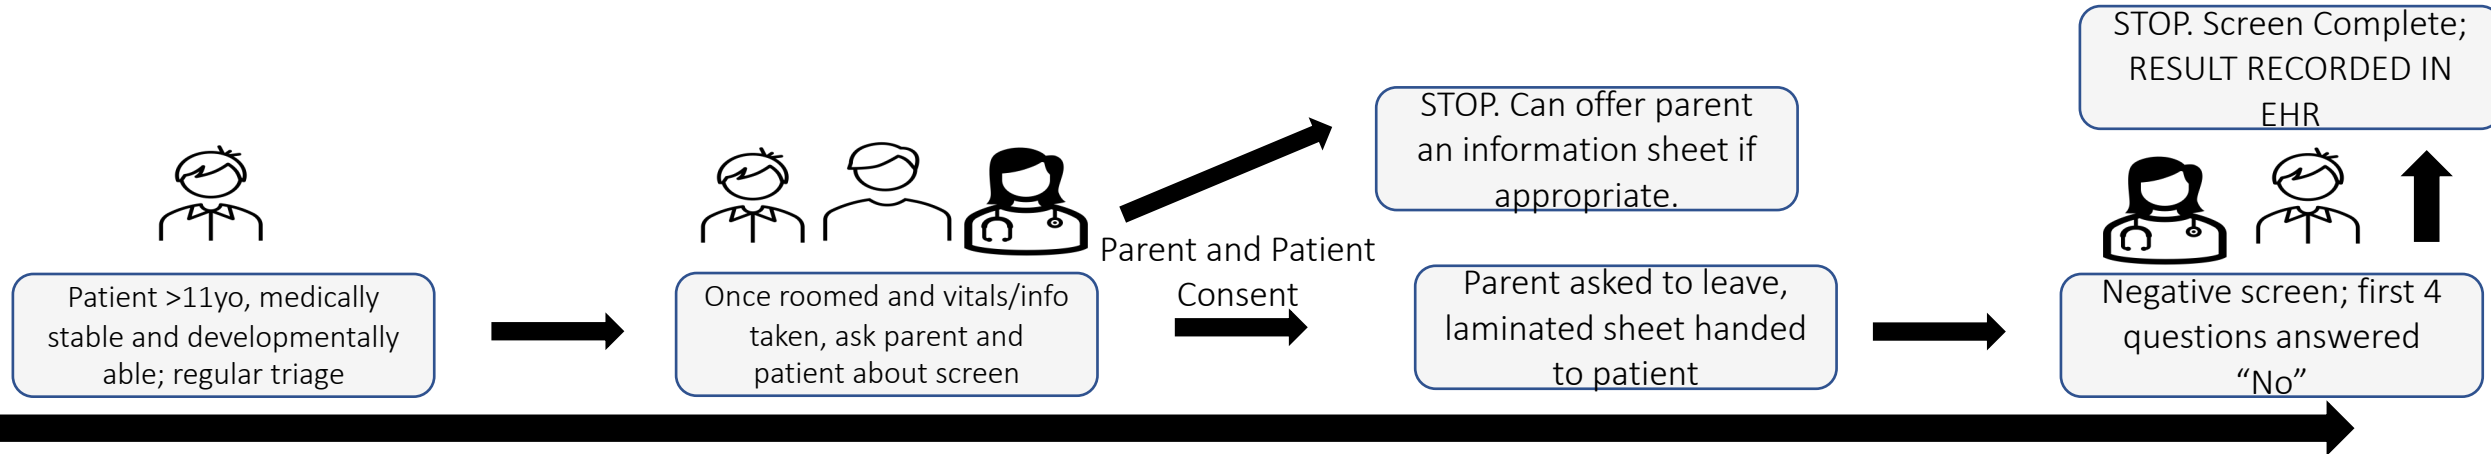 Patient >11yo, medically
stable and developmentally
able; regular triage
Once roomed and vitals/info
taken, ask parent and
patient about screen
Parent and Patient
Consent
STOP. Can offer parent
an information sheet if
appropriate.
Parent asked to leave,
laminated sheet handed
to patient
Negative screen; first 4
questions answered
“No”
STOP. Screen Complete;
RESULT RECORDED IN
EHR